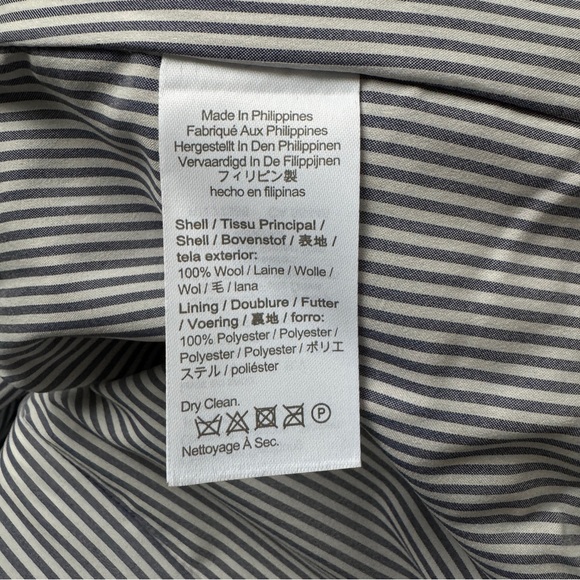 Made In Philippines
Fabriqué Aux Philippines
Hergestellt In Den Philippinen
Vervaardigd In De Filippijnen
フィリピン製
hecho en filipinas
Shell / Tissu Principal /
Shell / Bovenstof / 表地 /
tela exterior:
100% Wool / Laine / Wolle /
Wol / 毛 / lana
Lining / Doublure / Futter
/ Voering / 裏地 / forro:
100% Polyester / Polyester /
Polyester / Polyester / ポリエ
ステル / poliéster
Dry Clean.
P
Nettoyage À Sec.